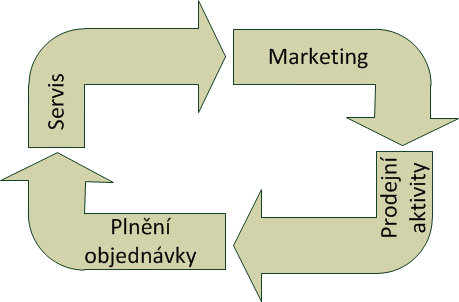 Marketing
Prodejní
aktivity
Plnění
objednávky
Servis